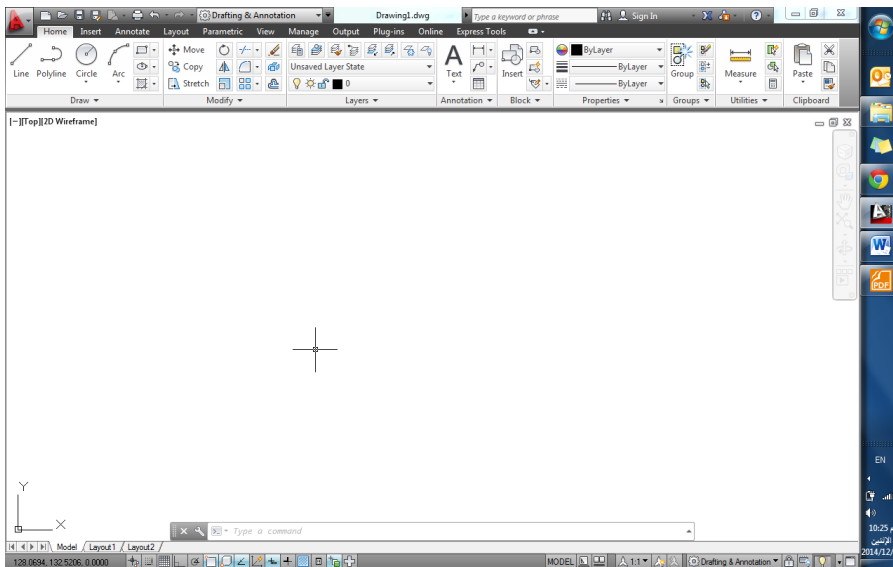 Drafting & Annotation
Drawing1.dwg
Type a keyword or phrase
Sign In
Home Insert Annotate Layout Parametric View Manage Output Plug-ins Online Express Tools
Line Polyline Circle Arc
Move
Copy
Stretch
Unsaved Layer State
0
Text
Insert
ByLayer
ByLayer
ByLayer
Group
Measure
Paste
Draw Modify Layers Annotation Block Properties Groups Utilities Clipboard
[−][Top][2D Wireframe]
Y
X
Type a command
Model Layout1 Layout2
128.0694, 132.5206, 0.0000
MODEL
1:1
Drafting & Annotation
PDF
EN
10:25 م
الإثنين